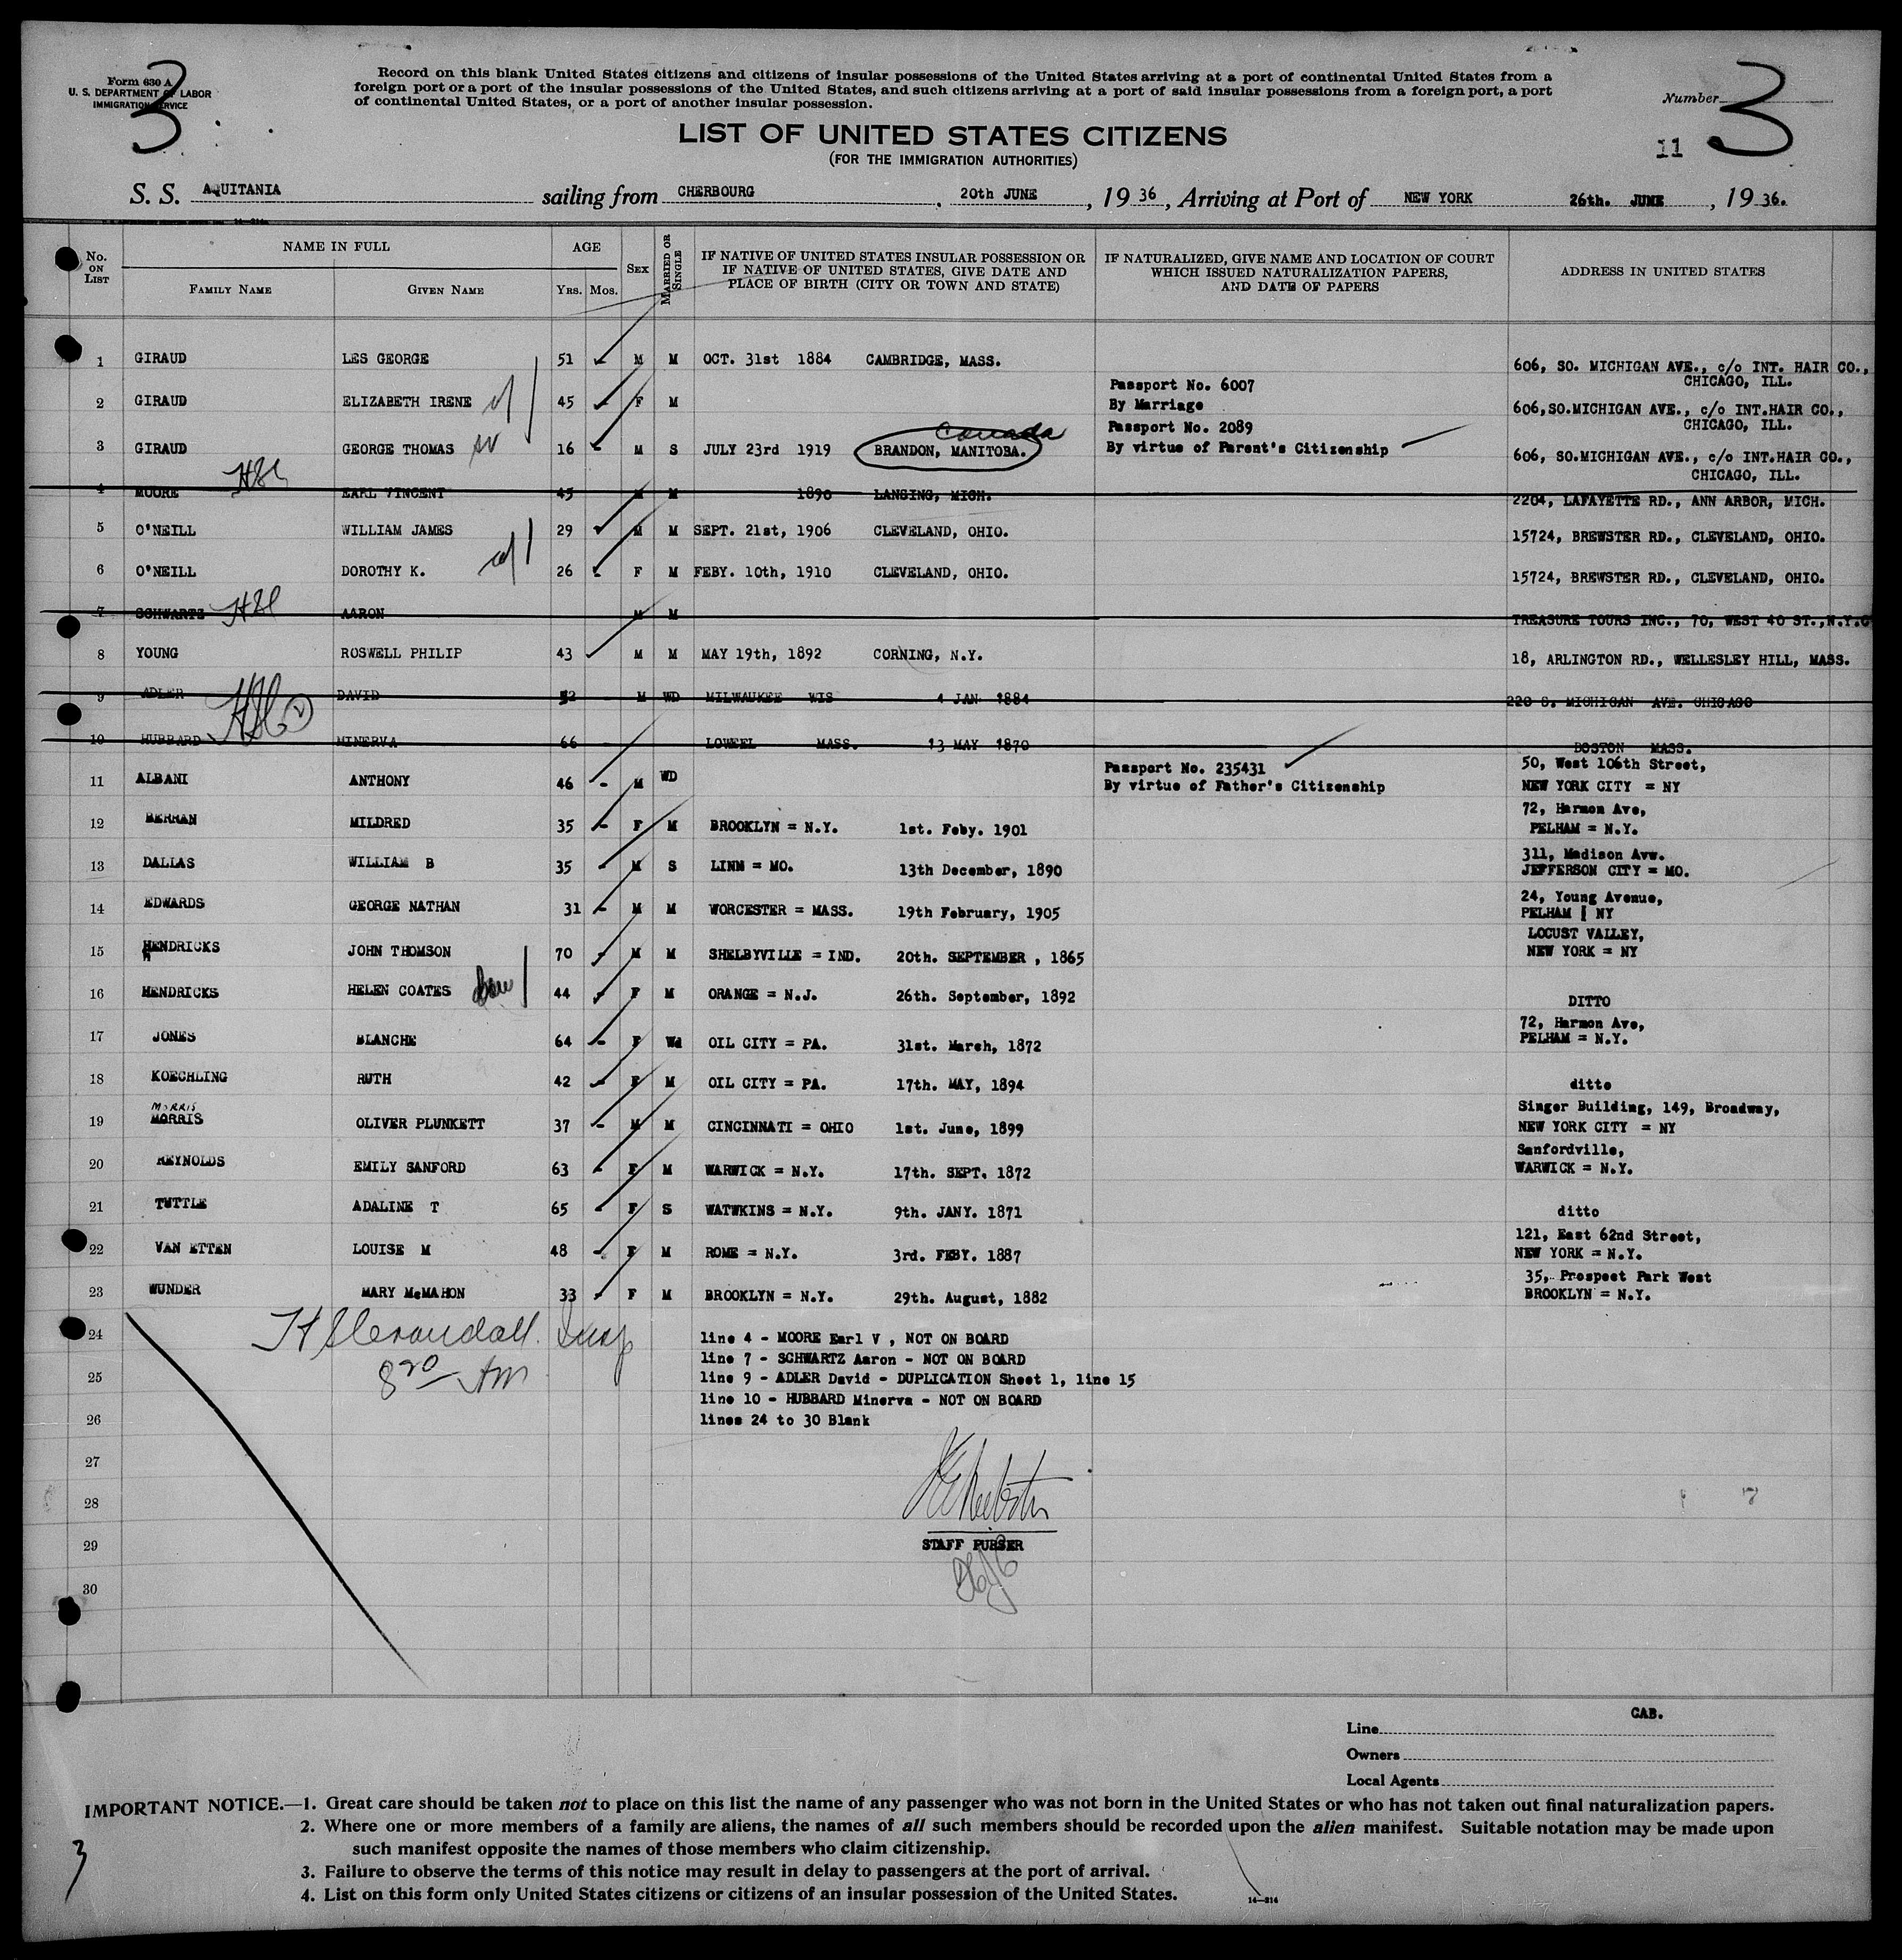 Form 630 A
U. S. DEPARTMENT OF LABOR
IMMIGRATION SERVICE
3
Record on this blank United States citizens and citizens of insular possessions of the United States arriving at a port of continental United States from a
foreign port or a port of the insular possessions of the United States, and such citizens arriving at a port of said insular possessions from a foreign port, a port
of continental United States, or a port of another insular possession.
Number 3
LIST OF UNITED STATES CITIZENS
(FOR THE IMMIGRATION AUTHORITIES)
11
S. S. AQUITANIA sailing from CHERBOURG, 20th JUNE, 1936, Arriving at Port of NEW YORK 26th. JUNE, 1936.
No. ON LIST
NAME IN FULL
FAMILY NAME
GIVEN NAME
AGE
YRS. MOS.
SEX
MARRIED OR SINGLE
IF NATIVE OF UNITED STATES INSULAR POSSESSION OR
IF NATIVE OF UNITED STATES, GIVE DATE AND
PLACE OF BIRTH (CITY OR TOWN AND STATE)
IF NATURALIZED, GIVE NAME AND LOCATION OF COURT
WHICH ISSUED NATURALIZATION PAPERS,
AND DATE OF PAPERS
ADDRESS IN UNITED STATES
1 GIRAUD LES GEORGE 51 M M OCT. 31st 1884 CAMBRIDGE, MASS. 606, SO. MICHIGAN AVE., c/o INT. HAIR CO.,
CHICAGO, ILL.
Passport No. 6007
2 GIRAUD ELIZABETH IRENE 45 F M By Marriage 606,SO.MICHIGAN AVE., c/o INT.HAIR CO.,
CHICAGO, ILL.
Canada
Passport No. 2089
3 GIRAUD GEORGE THOMAS 16 M S JULY 23rd 1919 BRANDON, MANITOBA. By virtue of Parent's Citizenship 606, SO.MICHIGAN AVE., c/o INT.HAIR CO.,
CHICAGO, ILL.
4 MOORE EARL VINCENT 45 M M 1890 LANSING, MICH. 2204, LAFAYETTE RD., ANN ARBOR, MICH.
5 O'NEILL WILLIAM JAMES 29 M M SEPT. 21st, 1906 CLEVELAND, OHIO. 15724, BREWSTER RD., CLEVELAND, OHIO.
6 O'NEILL DOROTHY K. 26 F M FEBY. 10th, 1910 CLEVELAND, OHIO. 15724, BREWSTER RD., CLEVELAND, OHIO.
7 SCHWARTZ AARON M M TREASURE TOURS INC., 70, WEST 40 ST.,N.Y.C
8 YOUNG ROSWELL PHILIP 43 M M MAY 19th, 1892 CORNING, N.Y. 18, ARLINGTON RD., WELLESLEY HILL, MASS.
9 ADLER DAVID 52 M WD MILWAUKEE WIS 4 JAN 1884 220 S. MICHIGAN AVE. CHICAGO
10 HUBBARD MINERVA 66 LOWEEL MASS. 13 MAY 1870 BOSTON MASS.
Passport No. 235431 50, West 106th Street,
11 ALBANI ANTHONY 46 - M WD By virtue of Father's Citizenship NEW YORK CITY = NY
72, Harmon Ave,
12 BERRAN MILDRED 35 - F M BROOKLYN = N.Y. 1st. Feby. 1901 PELHAM = N.Y.
311, Madison Avw.
13 DALLAS WILLIAM B 35 - M S LINN = MO. 13th December, 1890 JEFFERSON CITY = MO.
24, Young Avenue,
14 EDWARDS GEORGE NATHAN 31 - M M WORCESTER = MASS. 19th February, 1905 PELHAM | NY
LOCUST VALLEY,
15 HENDRICKS JOHN THOMSON 70 - M M SHELBYVILLE = IND. 20th. SEPTEMBER , 1865 NEW YORK = NY
16 HENDRICKS HELEN COATES 44 - F M ORANGE = N.J. 26th. September, 1892 DITTO
72, Harmon Ave,
17 JONES BLANCHE 64 - F Wd OIL CITY = PA. 31st. March, 1872 PELHAM = N.Y.
18 KOECHLING RUTH 42 - F M OIL CITY = PA. 17th. MAY, 1894 ditto
MORRIS
Singer Building, 149, Broadway,
19 MORRIS OLIVER PLUNKETT 37 - M M CINCINNATI = OHIO 1st. June, 1899 NEW YORK CITY = NY
Sanfordville,
20 REYNOLDS EMILY SANFORD 63 - F M WARWICK = N.Y. 17th. SEPT. 1872 WARWICK = N.Y.
21 TUTTLE ADALINE T 65 - F S WATWKINS = N.Y. 9th. JANY. 1871 ditto
121, East 62nd Street,
22 VAN ETTEN LOUISE M 48 - F M ROME = N.Y. 3rd. FEBY. 1887 NEW YORK = N.Y.
35, Prospect Park West
23 WUNDER MARY McMAHON 33 - F M BROOKLYN = N.Y. 29th. August, 1882 BROOKLYN = N.Y.
24 line 4 - MOORE Earl V , NOT ON BOARD
line 7 - SCHWARTZ Aaron - NOT ON BOARD
25 line 9 - ADLER David - DUPLICATION Sheet 1, line 15
line 10 - HUBBARD Minerva - NOT ON BOARD
26 lines 24 to 30 Blank
27
28
29 STAFF PURSER
30
CAB.
Line
Owners
Local Agents
IMPORTANT NOTICE.—1. Great care should be taken not to place on this list the name of any passenger who was not born in the United States or who has not taken out final naturalization papers.
2. Where one or more members of a family are aliens, the names of all such members should be recorded upon the alien manifest. Suitable notation may be made upon
such manifest opposite the names of those members who claim citizenship.
3. Failure to observe the terms of this notice may result in delay to passengers at the port of arrival.
4. List on this form only United States citizens or citizens of an insular possession of the United States.
14—214
3